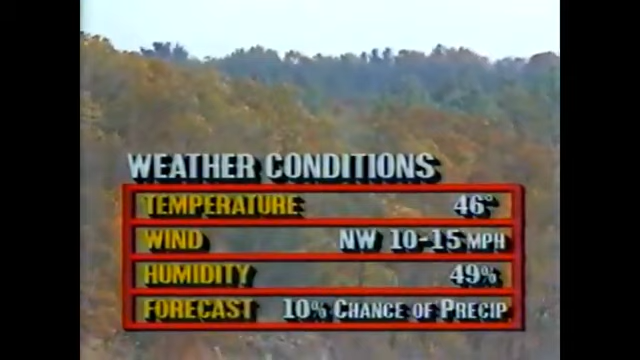 WEATHER CONDITIONS
TEMPERATURE 46°
WIND NW 10-15 MPH
HUMIDITY 49%
FORECAST 10% CHANCE OF PRECIP